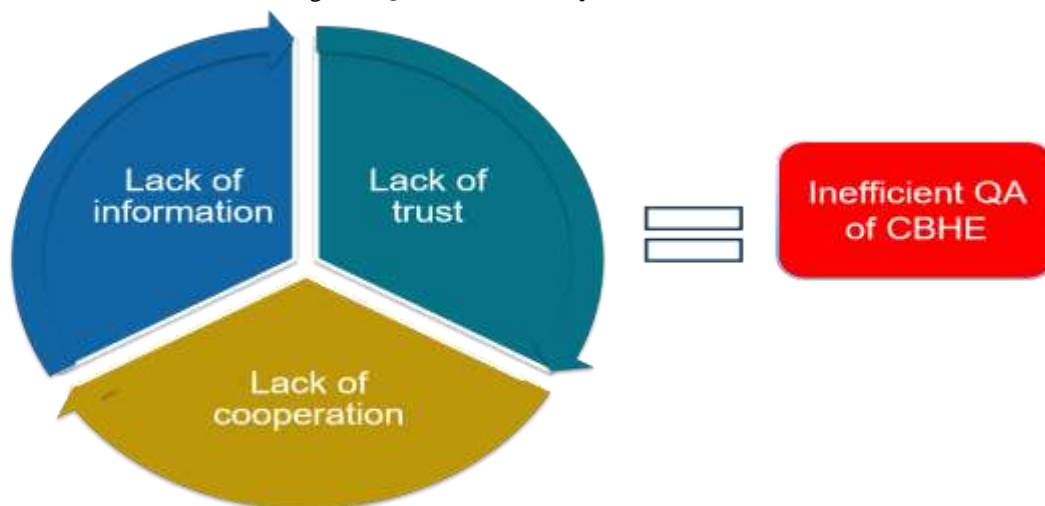 Lack of
information
Lack of
trust
Lack of
cooperation
Inefficient QA
of CBHE